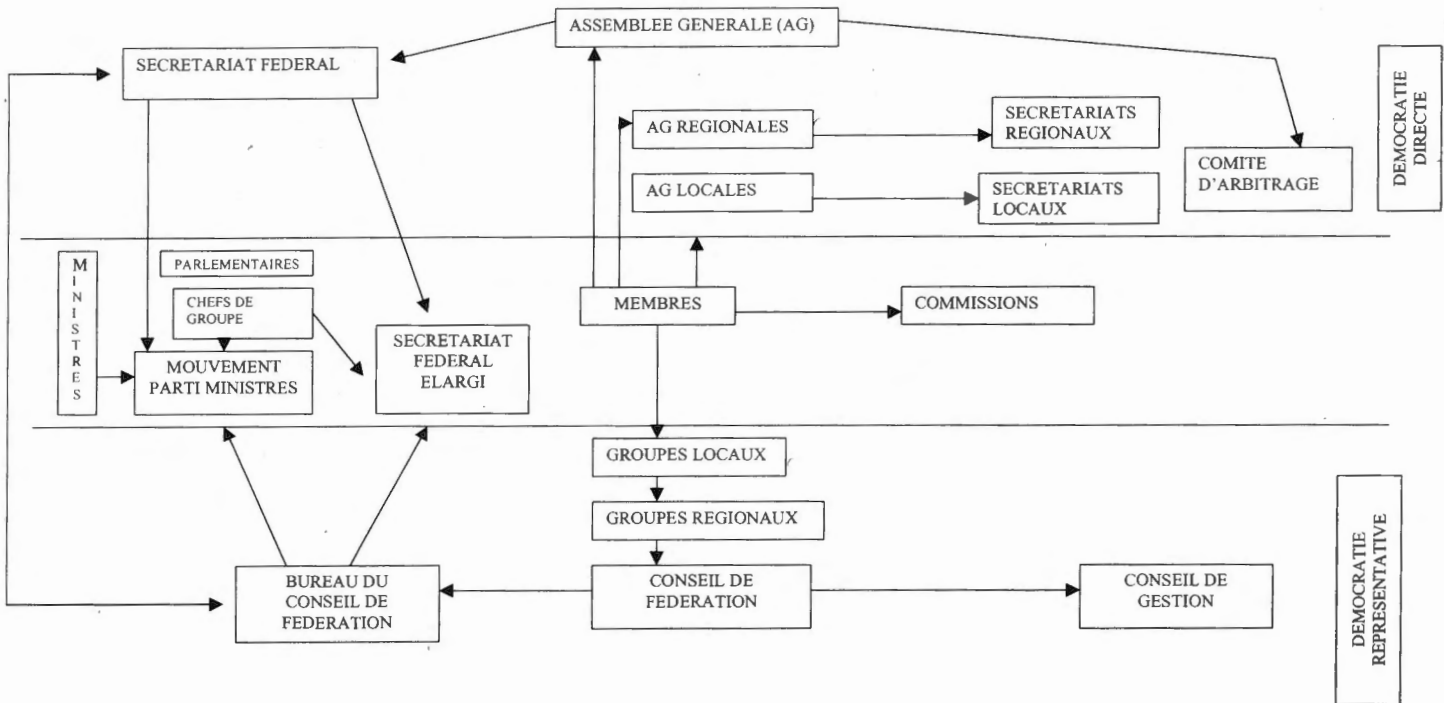 ASSEMBLEE GENERALE (AG)
SECRETARIAT FEDERAL
AG REGIONALES
SECRETARIATS
REGIONAUX
COMITE
D'ARBITRAGE
AG LOCALES
SECRETARIATS
LOCAUX
DEMOCRATIE
DIRECTE
MINISTRES
PARLEMENTAIRES
CHEFS DE
GROUPE
MOUVEMENT
PARTI MINISTRES
SECRETARIAT
FEDERAL
ELARGI
MEMBRES
COMMISSIONS
GROUPES LOCAUX
GROUPES REGIONAUX
BUREAU DU
CONSEIL DE
FEDERATION
CONSEIL DE
FEDERATION
CONSEIL DE
GESTION
DEMOCRATIE
REPRESENTATIVE